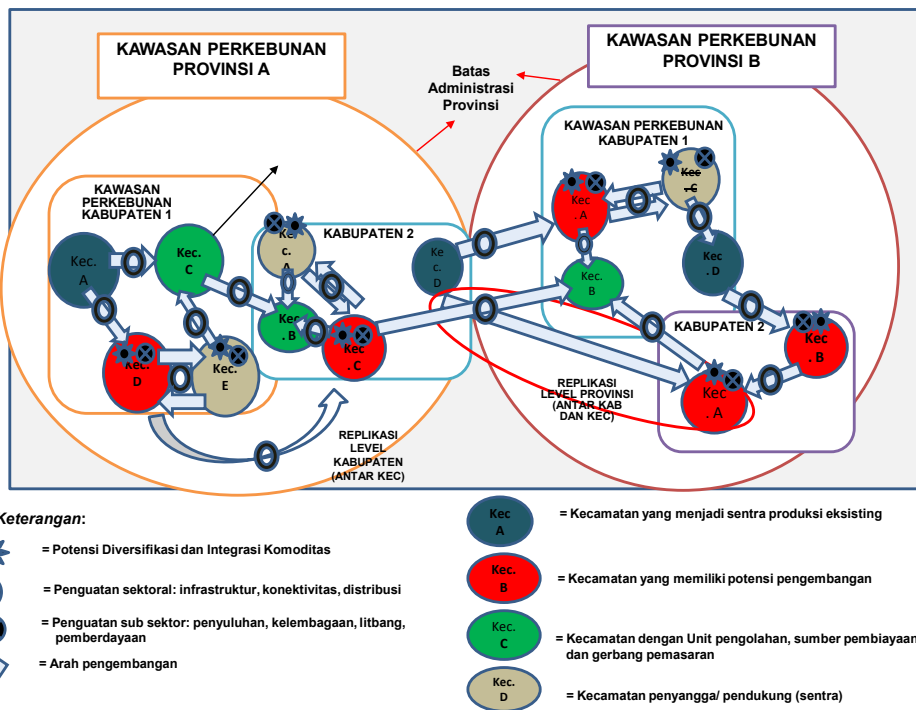 KAWASAN PERKEBUNAN
PROVINSI A
KAWASAN PERKEBUNAN
PROVINSI B
Batas
Administrasi
Provinsi
KAWASAN
PERKEBUNAN
KABUPATEN 1
Kec.
A
Kec.
C
Kec.
D
Kec.
E
KABUPATEN 2
Ke
c.
A
Kec
. B
Kec
. C
Ke
c.
D
REPLIKASI
LEVEL
KABUPATEN
(ANTAR KEC)
KAWASAN PERKEBUNAN
KABUPATEN 1
Kec
. A
Kec
. C
Kec.
B
Kec
. D
KABUPATEN 2
Kec
. B
Kec
. A
REPLIKASI
LEVEL PROVINSI
(ANTAR KAB
DAN KEC)
Keterangan:
= Potensi Diversifikasi dan Integrasi Komoditas
= Penguatan sektoral: infrastruktur, konektivitas, distribusi
= Penguatan sub sektor: penyuluhan, kelembagaan, litbang,
pemberdayaan
= Arah pengembangan
Kec
A
= Kecamatan yang menjadi sentra produksi eksisting
Kec.
B
= Kecamatan yang memiliki potensi pengembangan
Kec.
C
= Kecamatan dengan Unit pengolahan, sumber pembiayaan
dan gerbang pemasaran
Kec.
D
= Kecamatan penyangga/ pendukung (sentra)